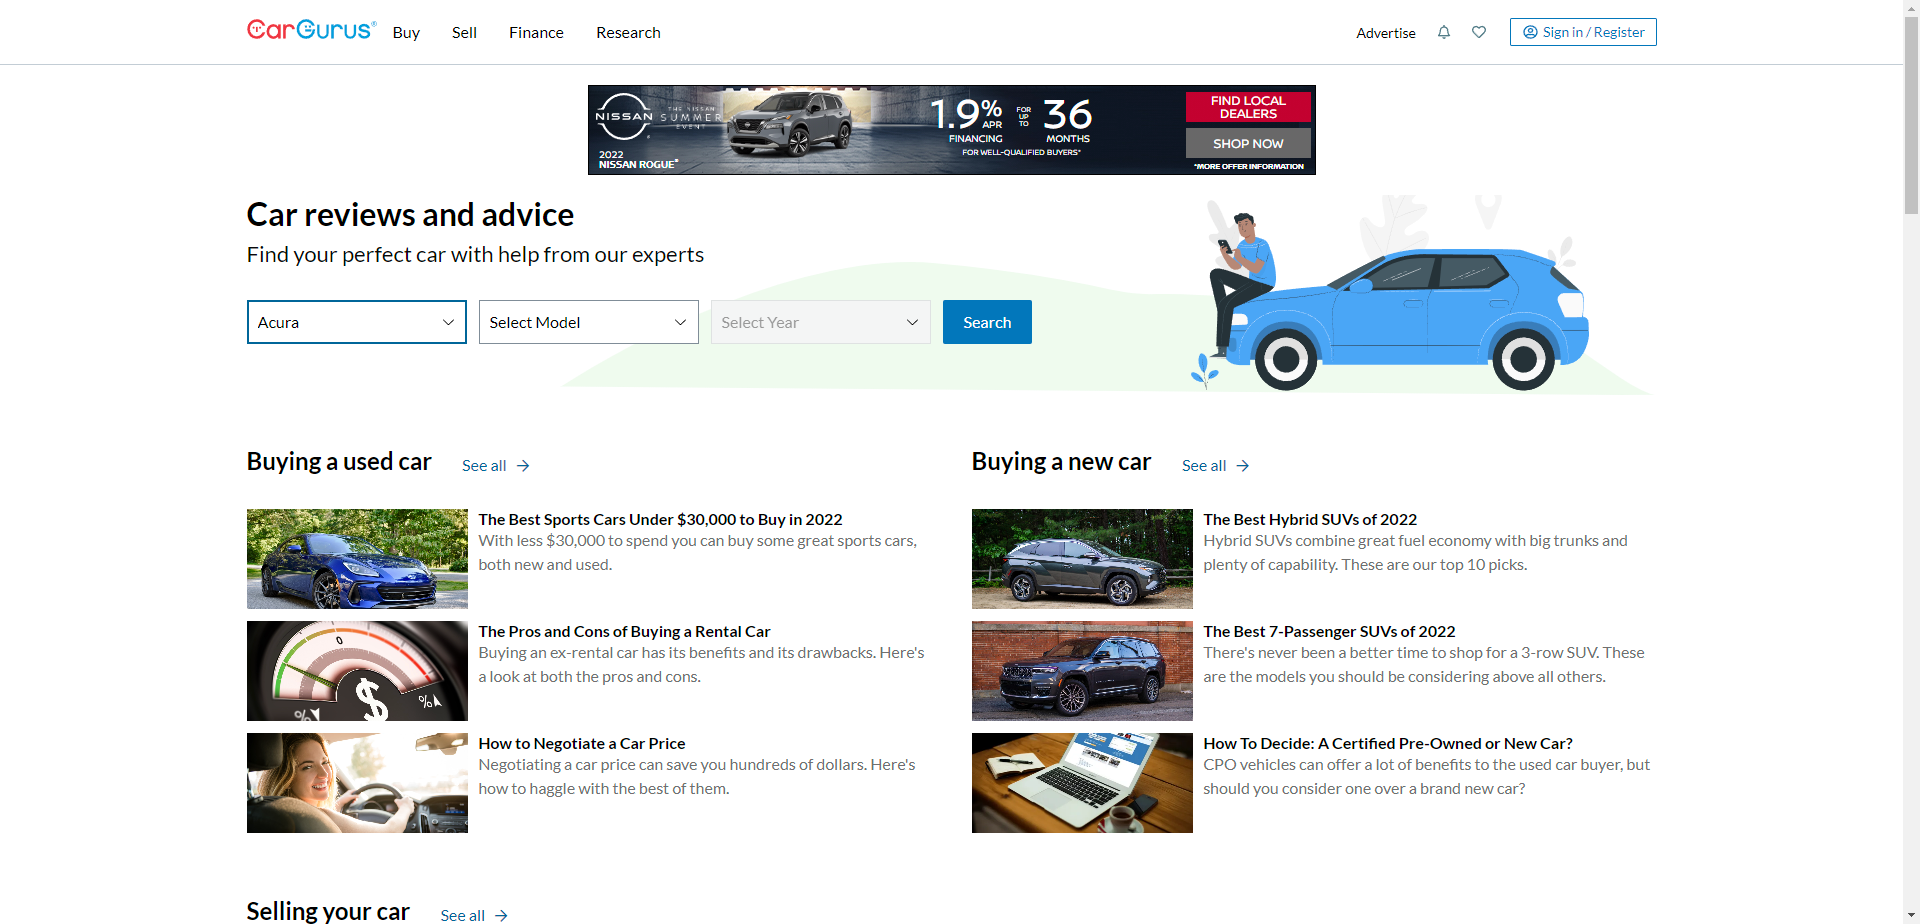 CarGurus®
Buy
Sell
Finance
Research
Advertise
Sign in / Register
NISSAN
THE NISSAN
SUMMER
EVENT
2022
NISSAN ROGUE®
1.9% APR
FINANCING
FOR UP TO
36
MONTHS
FOR WELL-QUALIFIED BUYERS*
FIND LOCAL
DEALERS
SHOP NOW
*MORE OFFER INFORMATION
Car reviews and advice
Find your perfect car with help from our experts
Acura
Select Model
Select Year
Search
Buying a used car
See all
The Best Sports Cars Under $30,000 to Buy in 2022
With less $30,000 to spend you can buy some great sports cars,
both new and used.
0
$
%
%
The Pros and Cons of Buying a Rental Car
Buying an ex-rental car has its benefits and its drawbacks. Here's
a look at both the pros and cons.
How to Negotiate a Car Price
Negotiating a car price can save you hundreds of dollars. Here's
how to haggle with the best of them.
Buying a new car
See all
The Best Hybrid SUVs of 2022
Hybrid SUVs combine great fuel economy with big trunks and
plenty of capability. These are our top 10 picks.
The Best 7-Passenger SUVs of 2022
There's never been a better time to shop for a 3-row SUV. These
are the models you should be considering above all others.
How To Decide: A Certified Pre-Owned or New Car?
CPO vehicles can offer a lot of benefits to the used car buyer, but
should you consider one over a brand new car?
Selling your car
See all